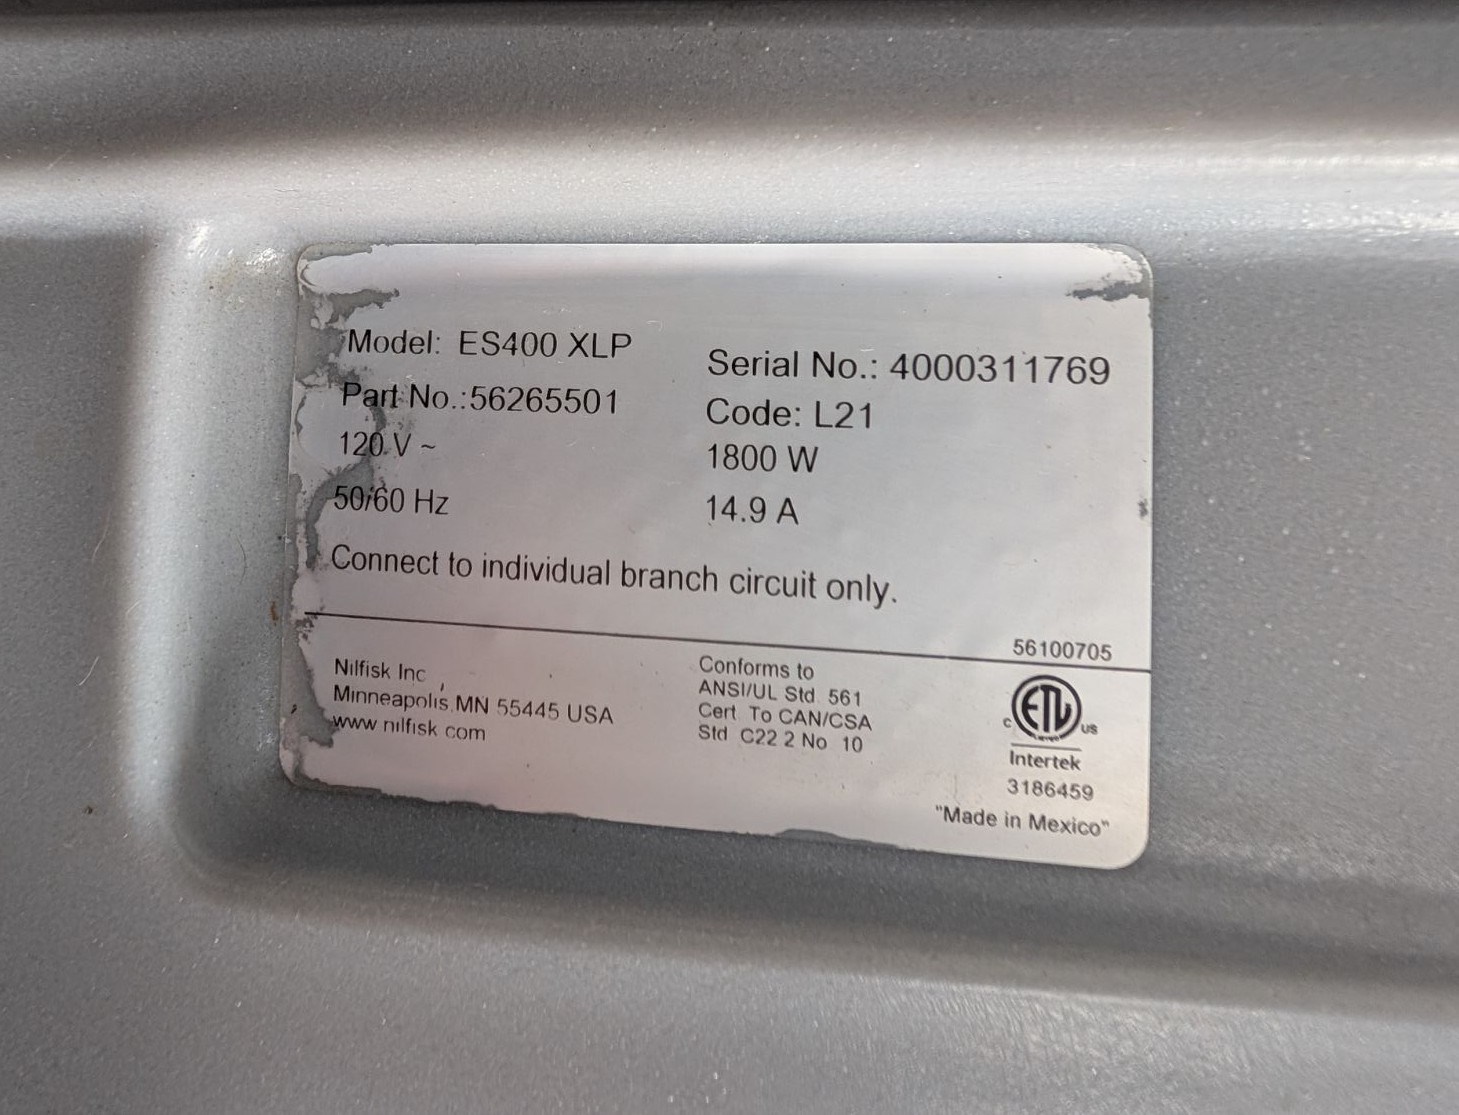 Model: ES400 XLP
Serial No.: 4000311769
Part No.:56265501
Code: L21
120 V ~
1800 W
50/60 Hz
14.9 A
Connect to individual branch circuit only.
56100705
Nilfisk Inc
Minneapolis, MN 55445 USA
www nilfisk com
Conforms to
ANSI/UL Std 561
Cert To CAN/CSA
Std C22 2 No 10
ETL
C US
Intertek
3186459
"Made in Mexico"